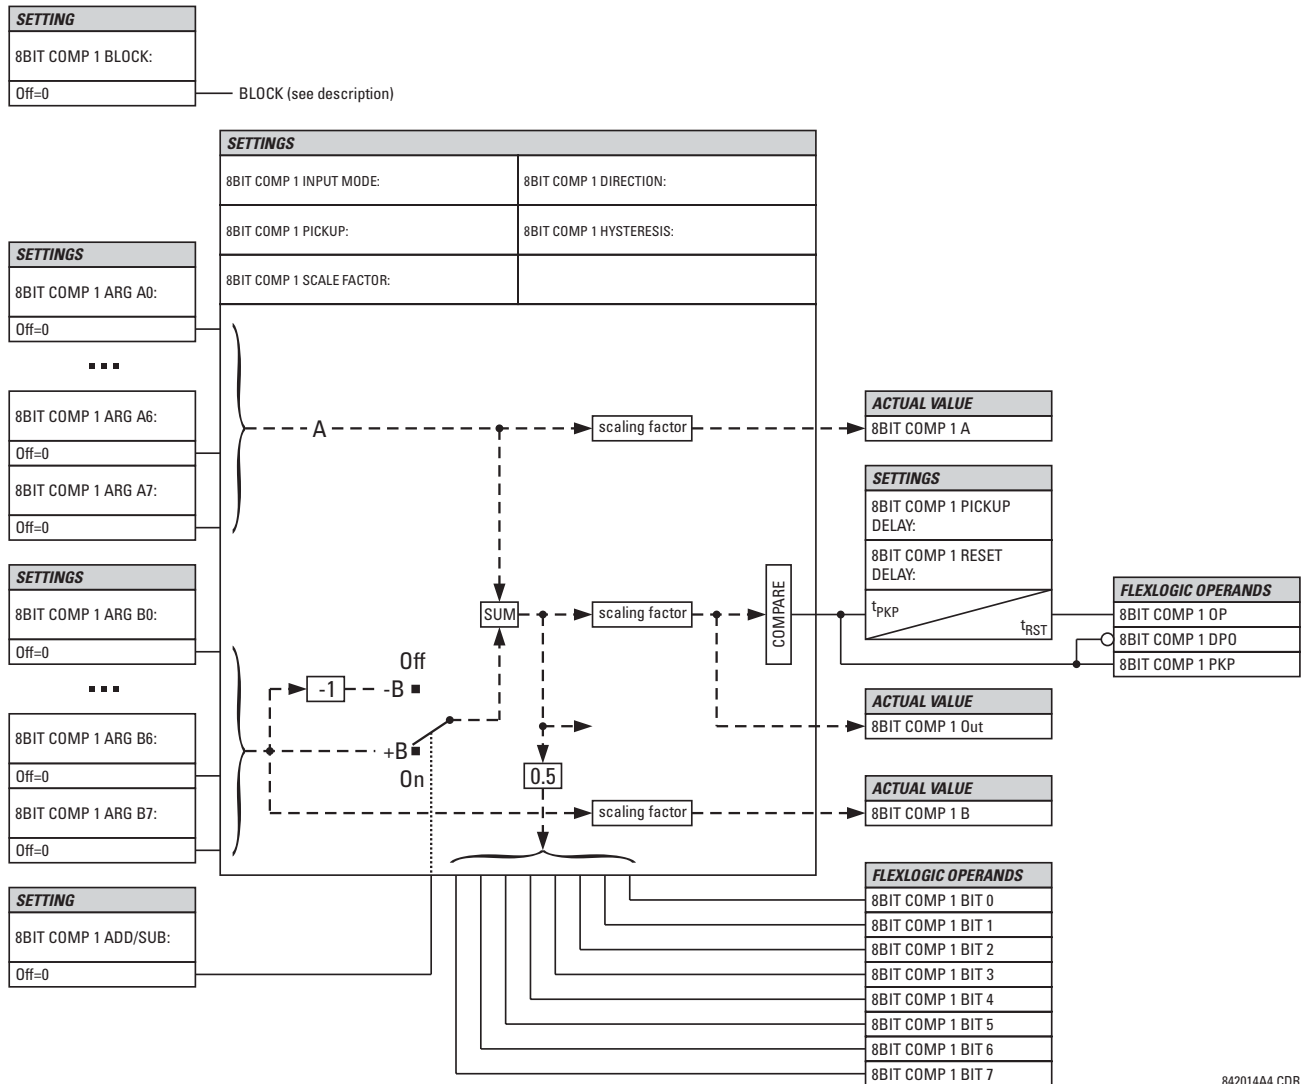 SETTING
8BIT COMP 1 BLOCK:
Off=0
BLOCK (see description)
SETTINGS
8BIT COMP 1 INPUT MODE:
8BIT COMP 1 DIRECTION:
8BIT COMP 1 PICKUP:
8BIT COMP 1 HYSTERESIS:
8BIT COMP 1 SCALE FACTOR:
SETTINGS
8BIT COMP 1 ARG A0:
Off=0
8BIT COMP 1 ARG A6:
Off=0
8BIT COMP 1 ARG A7:
Off=0
SETTINGS
8BIT COMP 1 ARG B0:
Off=0
8BIT COMP 1 ARG B6:
Off=0
8BIT COMP 1 ARG B7:
Off=0
SETTING
8BIT COMP 1 ADD/SUB:
Off=0
A
scaling factor
SUM
scaling factor
COMPARE
Off
-1
-B
+B
On
0.5
scaling factor
ACTUAL VALUE
8BIT COMP 1 A
SETTINGS
8BIT COMP 1 PICKUP
DELAY:
8BIT COMP 1 RESET
DELAY:
tPKP
tRST
FLEXLOGIC OPERANDS
8BIT COMP 1 OP
8BIT COMP 1 DPO
8BIT COMP 1 PKP
ACTUAL VALUE
8BIT COMP 1 Out
ACTUAL VALUE
8BIT COMP 1 B
FLEXLOGIC OPERANDS
8BIT COMP 1 BIT 0
8BIT COMP 1 BIT 1
8BIT COMP 1 BIT 2
8BIT COMP 1 BIT 3
8BIT COMP 1 BIT 4
8BIT COMP 1 BIT 5
8BIT COMP 1 BIT 6
8BIT COMP 1 BIT 7
842014A4.CDR